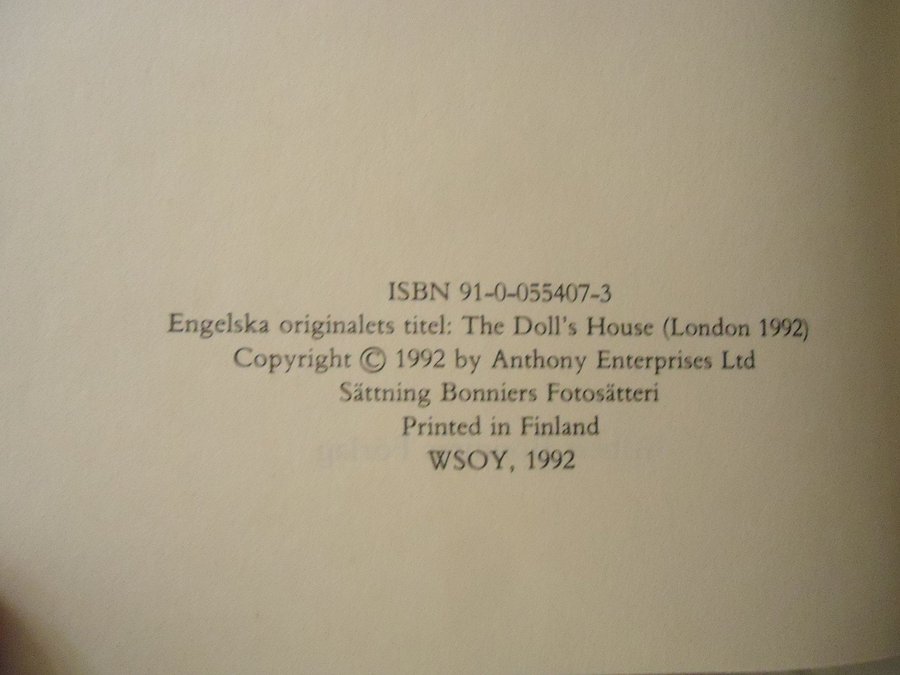 ISBN 91-0-055407-3
Engelska originalets titel: The Doll's House (London 1992)
Copyright © 1992 by Anthony Enterprises Ltd
Sättning Bonniers Fotosätteri
Printed in Finland
WSOY, 1992